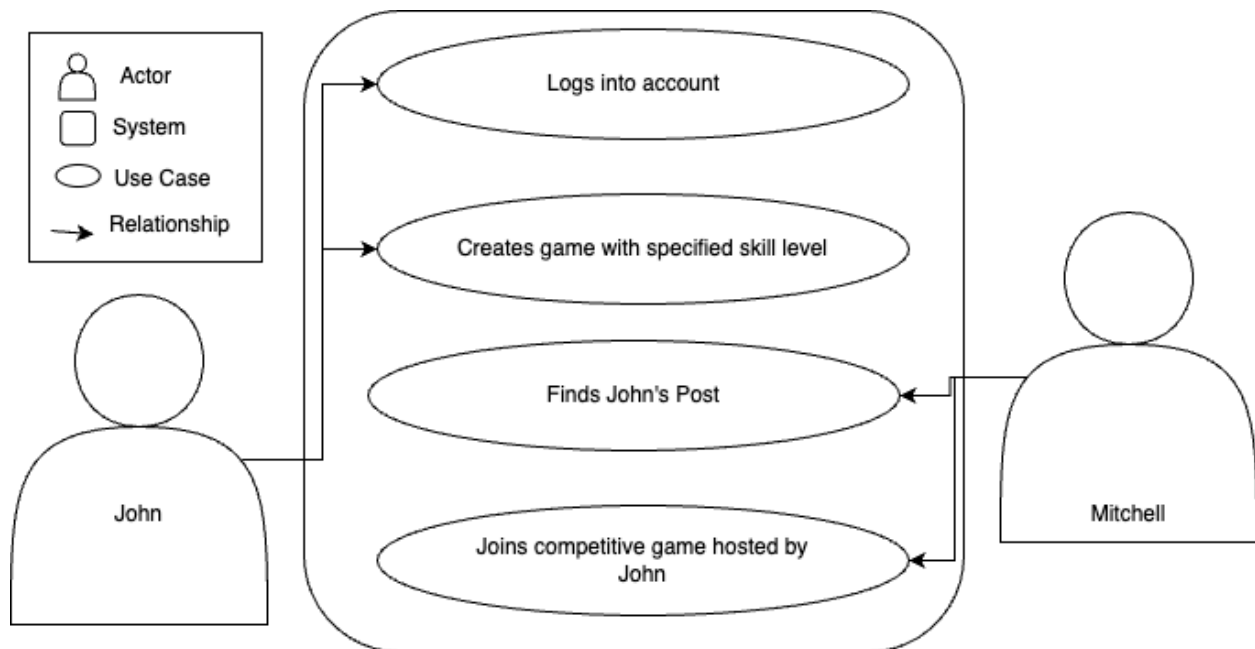 Actor
System
Use Case
Relationship
Logs into account
Creates game with specified skill level
Finds John's Post
Joins competitive game hosted by
John
John
Mitchell